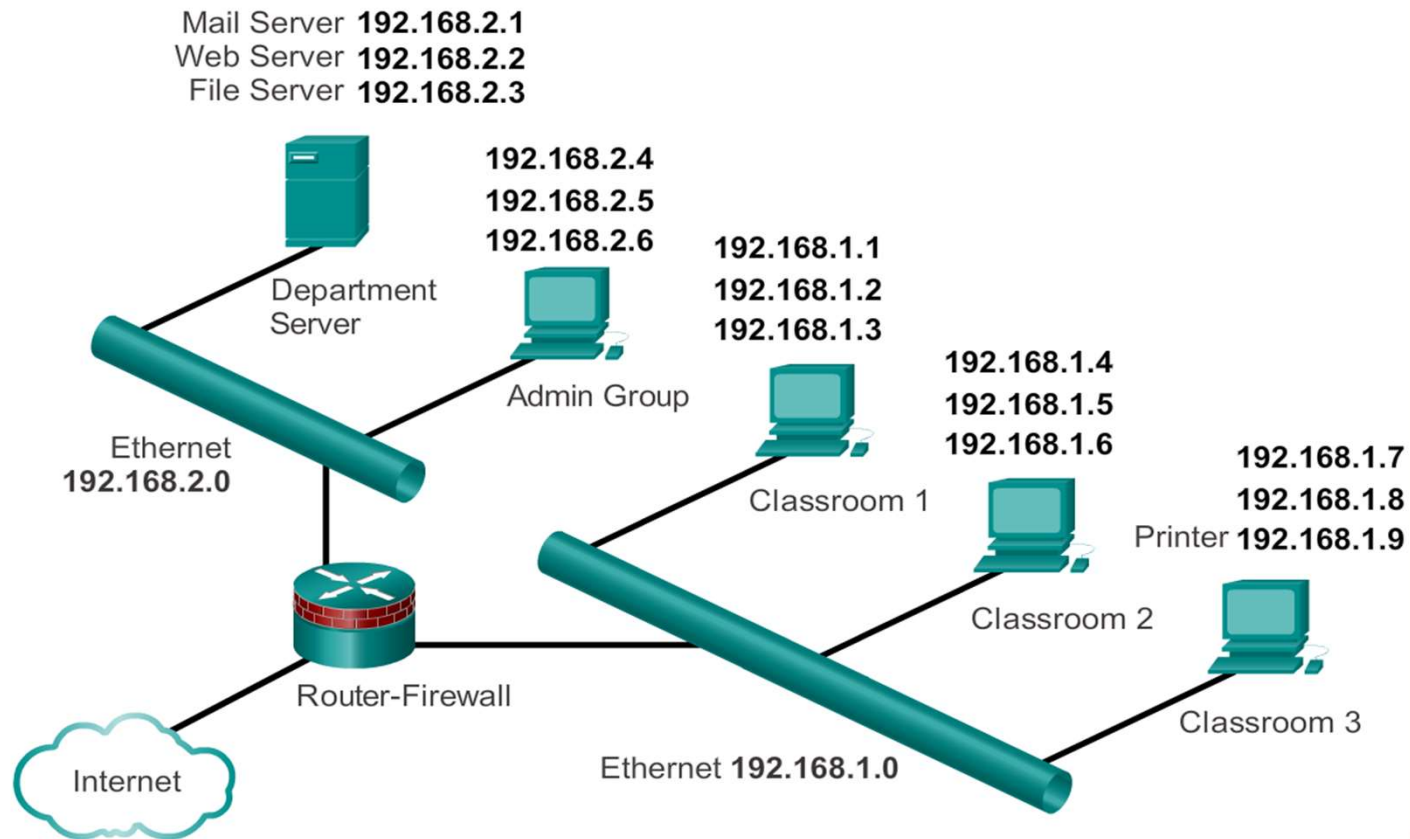 Mail Server 192.168.2.1
Web Server 192.168.2.2
File Server 192.168.2.3
192.168.2.4
192.168.2.5
192.168.2.6
Department
Server
Admin Group
192.168.1.1
192.168.1.2
192.168.1.3
Classroom 1
192.168.1.4
192.168.1.5
192.168.1.6
Classroom 2
192.168.1.7
192.168.1.8
Printer 192.168.1.9
Classroom 3
Ethernet
192.168.2.0
Router-Firewall
Internet
Ethernet 192.168.1.0